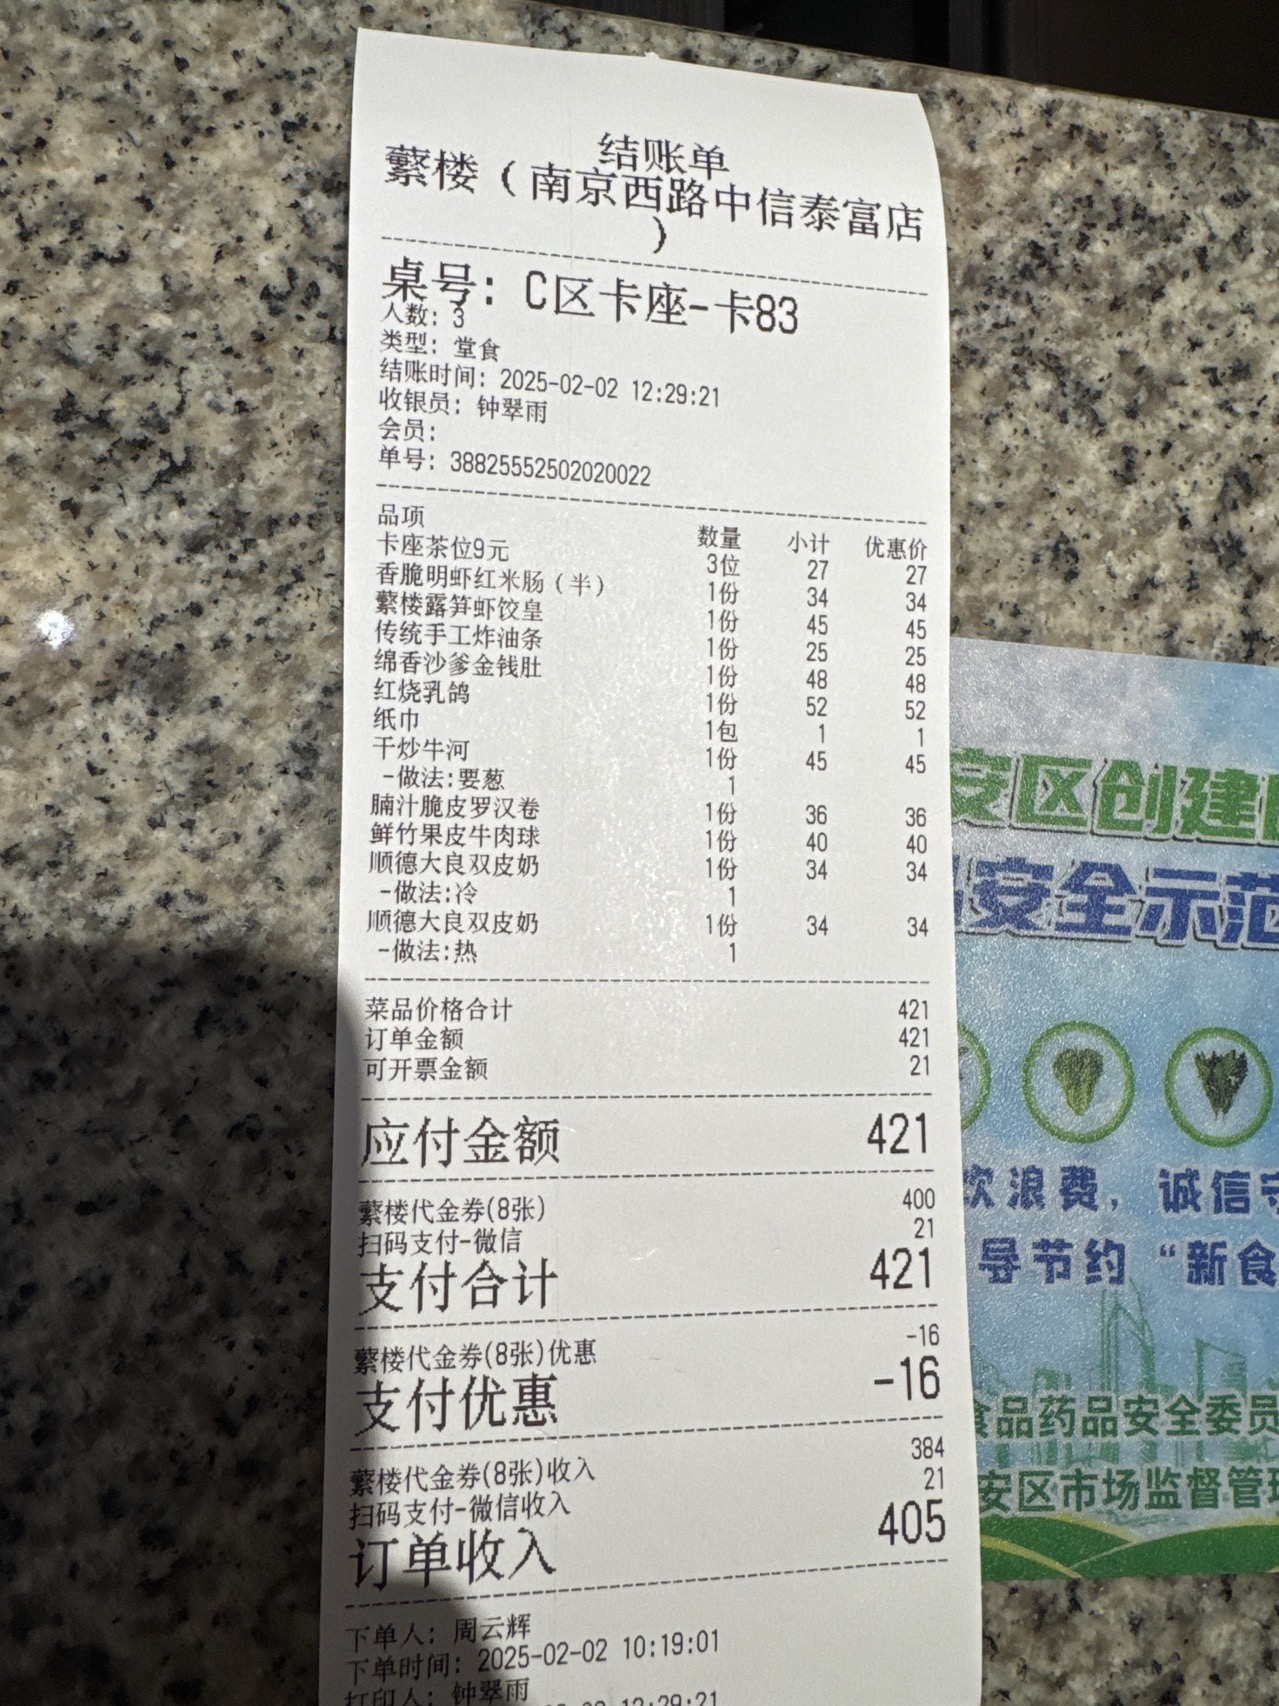 结账单
蘩楼（南京西路中信泰富店
）
桌号：C区卡座-卡83
人数：3
类型：堂食
结账时间：2025-02-02 12:29:21
收银员：钟翠雨
会员：
单号：38825552502020022
品项 数量 小计 优惠价
卡座茶位9元 3位 27 27
香脆明虾红米肠（半） 1份 34 34
蘩楼露笋虾饺皇 1份 45 45
传统手工炸油条 1份 25 25
绵香沙爹金钱肚 1份 48 48
红烧乳鸽 1份 52 52
纸巾 1包 1 1
干炒牛河 1份 45 45
-做法:要葱 1
腩汁脆皮罗汉卷 1份 36 36
鲜竹果皮牛肉球 1份 40 40
顺德大良双皮奶 1份 34 34
-做法:冷 1
顺德大良双皮奶 1份 34 34
-做法:热 1
菜品价格合计 421
订单金额 421
可开票金额 21
应付金额 421
蘩楼代金券(8张) 400
扫码支付-微信 21
支付合计 421
蘩楼代金券(8张)优惠 -16
支付优惠 -16
蘩楼代金券(8张)收入 384
扫码支付-微信收入 21
订单收入 405
下单人：周云辉
下单时间：2025-02-02 10:19:01
打印人：钟翠雨
12:29:21
安区创建
安全示范
浪费，诚信守
导节约“新食
食品药品安全委员
安区市场监督管理